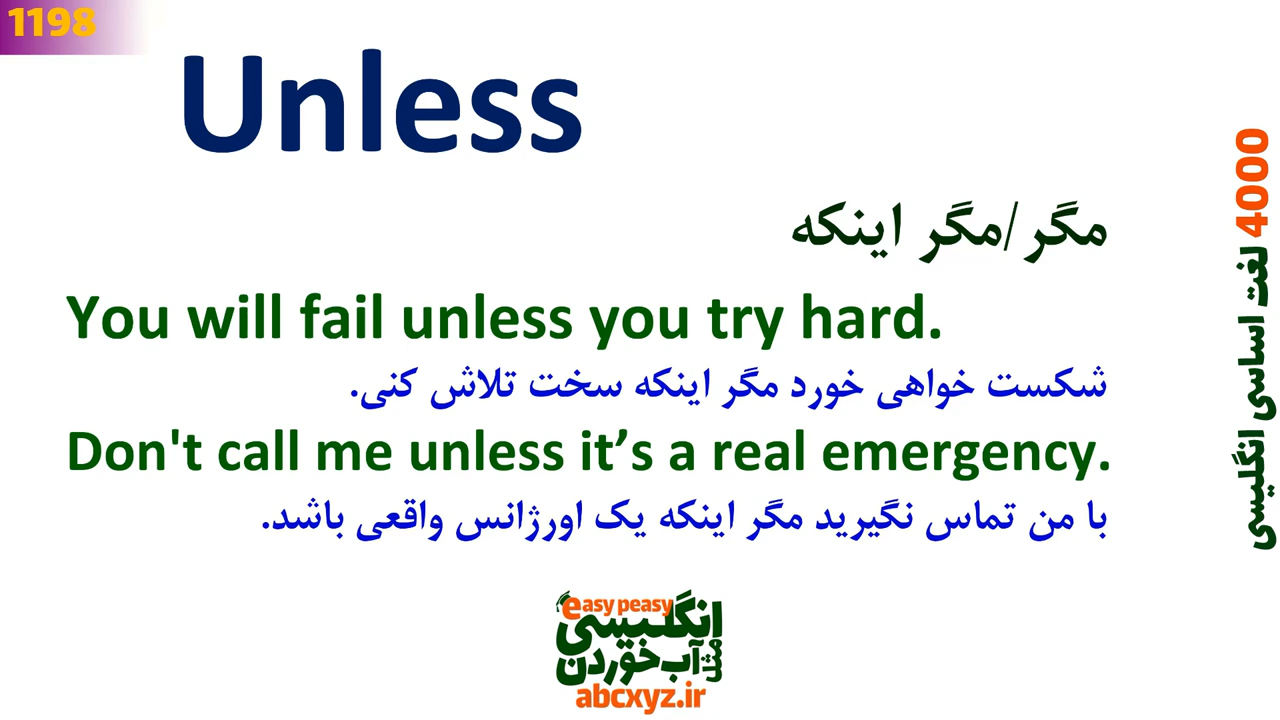 1198
Unless
مگر/مگر اینکه
You will fail unless you try hard.
شکست خواهی خورد مگر اینکه سخت تلاش کنی.
Don't call me unless it’s a real emergency.
با من تماس نگیرید مگر اینکه یک اورژانس واقعی باشد.
4000 لغت اساسی انگلیسی
easy peasy
انگلیسی
مثل آب خوردن
abcxyz.ir